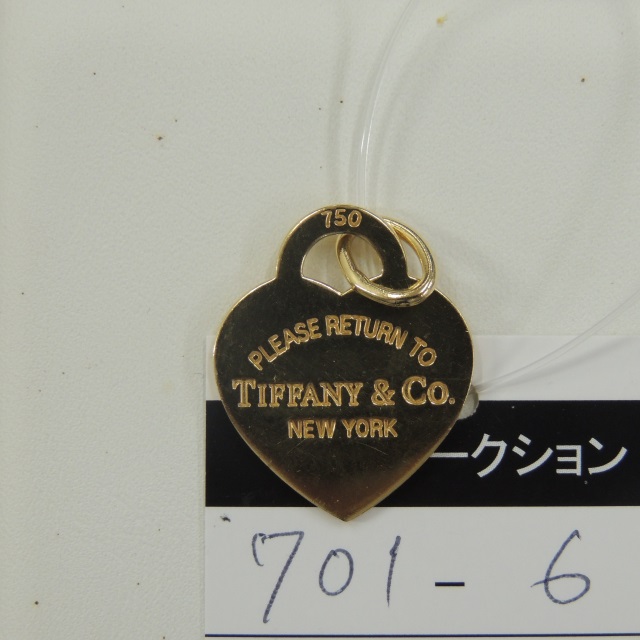 750
PLEASE RETURN TO
TIFFANY & CO.
NEW YORK
ークション
701-6